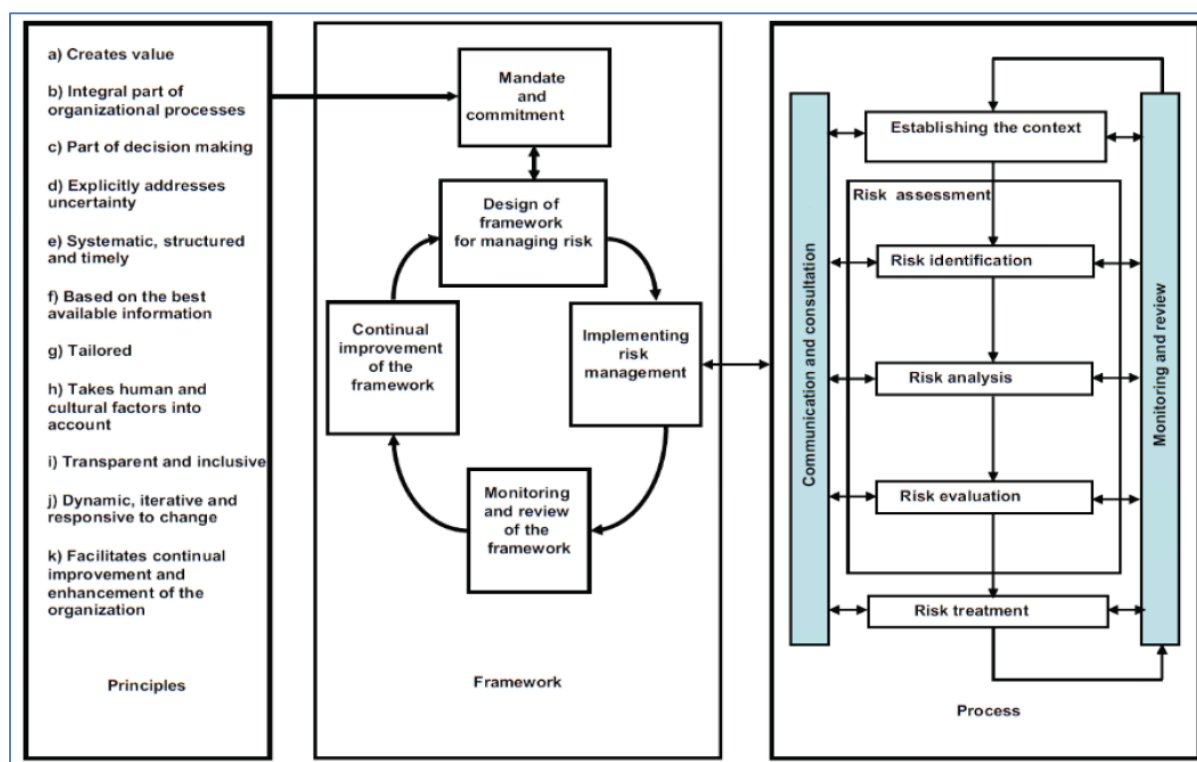 a) Creates value
b) Integral part of
organizational processes
c) Part of decision making
d) Explicitly addresses
uncertainty
e) Systematic, structured
and timely
f) Based on the best
available information
g) Tailored
h) Takes human and
cultural factors into
account
i) Transparent and inclusive
j) Dynamic, iterative and
responsive to change
k) Facilitates continual
improvement and
enhancement of the
organization
Principles
Mandate
and
commitment
Design of
framework
for managing risk
Continual
improvement
of the
framework
Implementing
risk
management
Monitoring
and review
of the
framework
Framework
Communication and consultation
Establishing the context
Risk assessment
Risk identification
Risk analysis
Risk evaluation
Risk treatment
Monitoring and review
Process